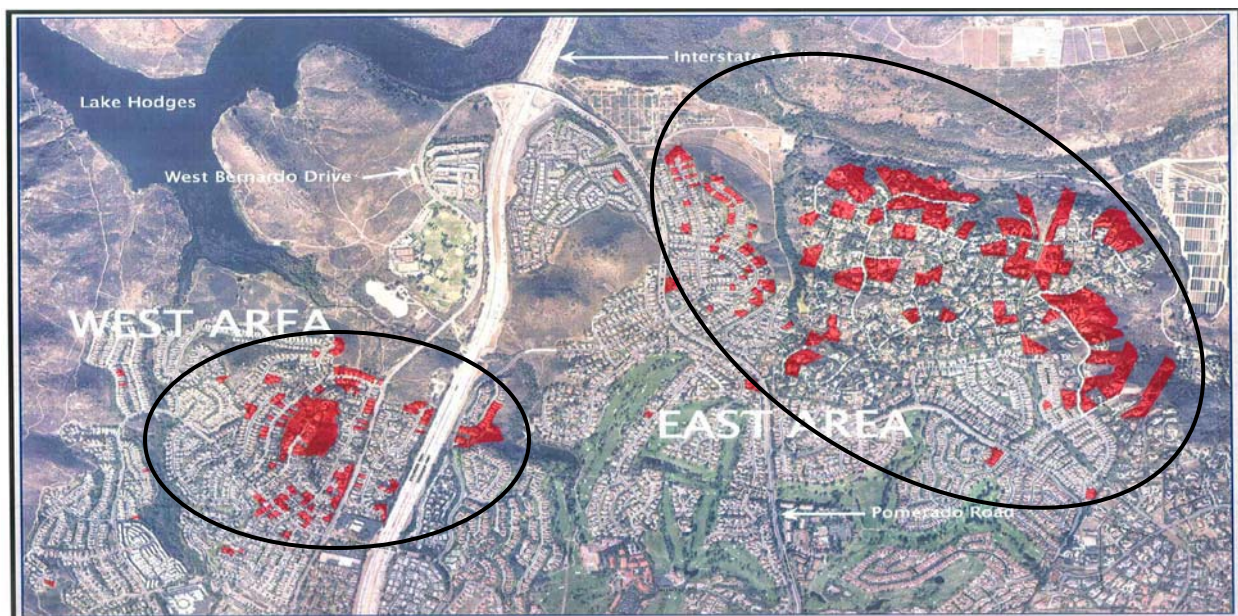 Interstate
Lake Hodges
West Bernardo Drive
WEST AREA
EAST AREA
Pomerado Road